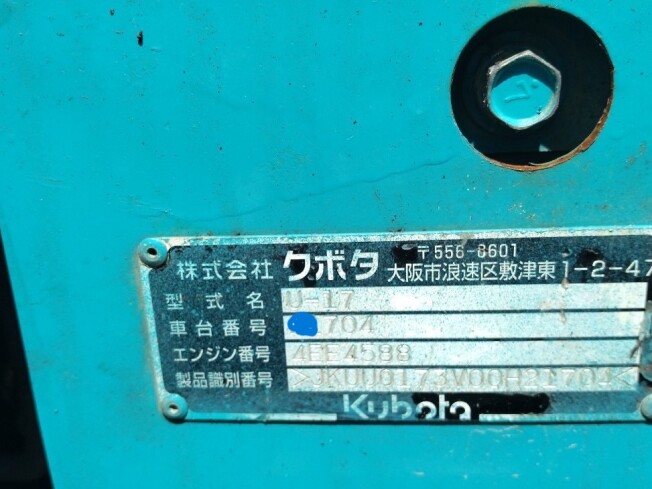 株式会社 クボタ 〒556-8601
大阪市浪速区敷津東1-2-47
型式名 U-17
車台番号 704
エンジン番号 4EE4588
製品識別番号
Kubota